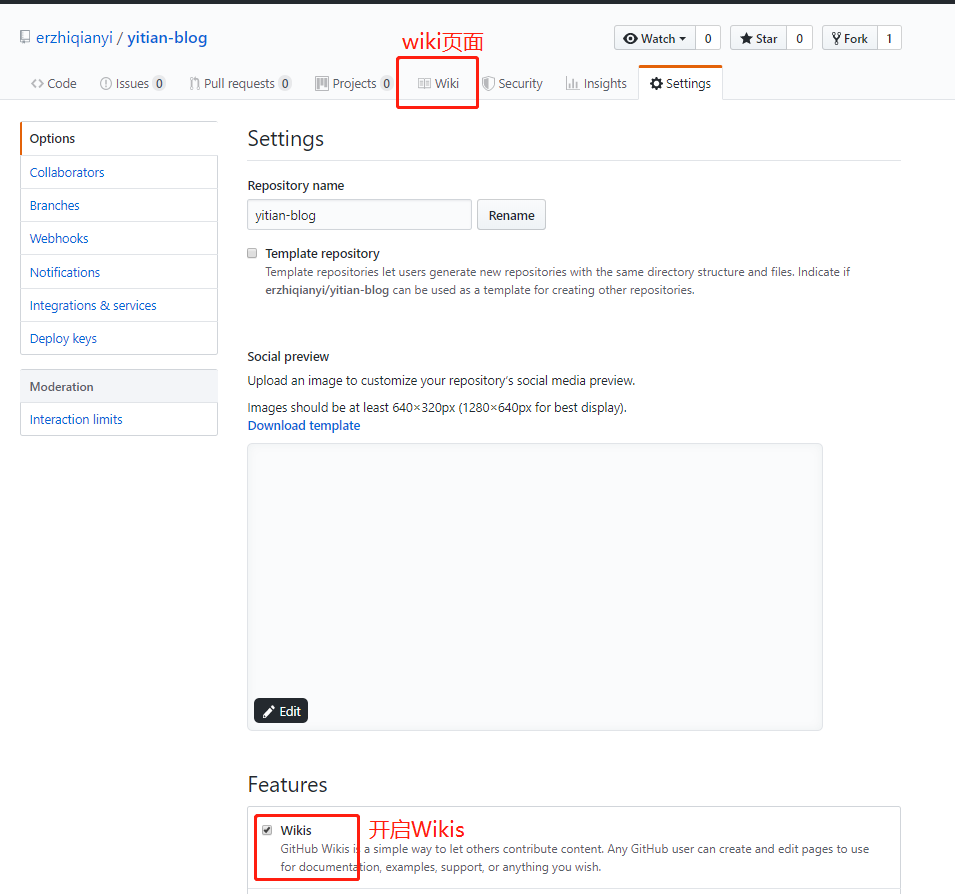 erzhiqianyi / yitian-blog
wiki页面
Watch 0 Star 0 Fork 1
Code Issues 0 Pull requests 0 Projects 0 Wiki Security Insights Settings
Options
Collaborators
Branches
Webhooks
Notifications
Integrations & services
Deploy keys
Moderation
Interaction limits
Settings
Repository name
yitian-blog Rename
Template repository
Template repositories let users generate new repositories with the same directory structure and files. Indicate if
erzhiqianyi/yitian-blog can be used as a template for creating other repositories.
Social preview
Upload an image to customize your repository’s social media preview.
Images should be at least 640×320px (1280×640px for best display).
Download template
Edit
Features
Wikis 开启Wikis
GitHub Wikis is a simple way to let others contribute content. Any GitHub user can create and edit pages to use
for documentation, examples, support, or anything you wish.